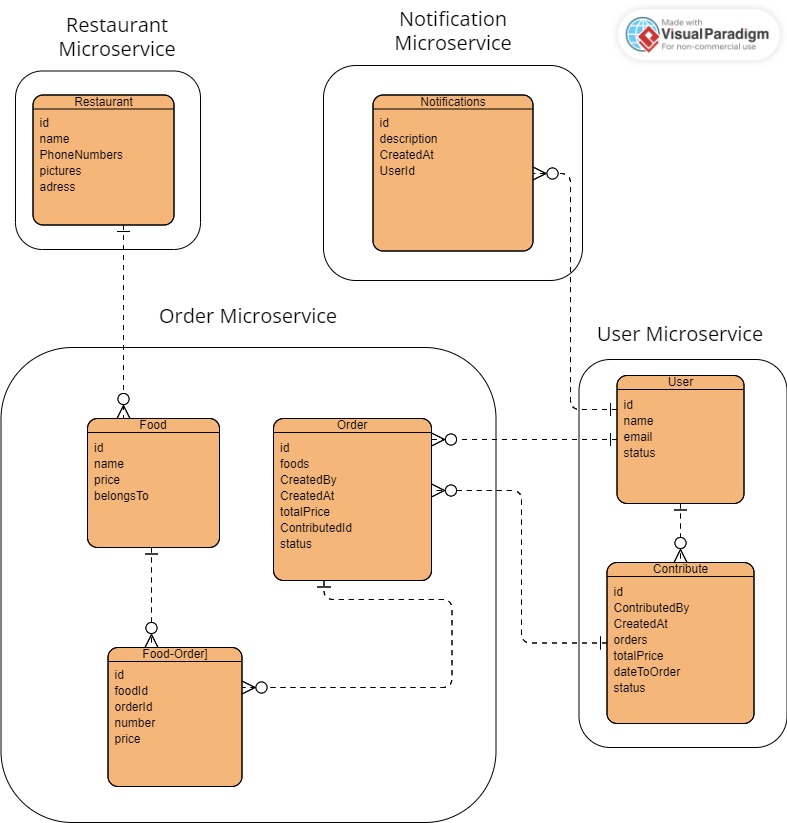 Restaurant
Microservice
Notification
Microservice
Made with
Visual Paradigm
For non-commercial use
Restaurant
id
name
PhoneNumbers
pictures
adress
Notifications
id
description
CreatedAt
UserId
Order Microservice
User Microservice
Food
id
name
price
belongsTo
Order
id
foods
CreatedBy
CreatedAt
totalPrice
ContributedId
status
User
id
name
email
status
Contribute
id
ContributedBy
CreatedAt
orders
totalPrice
dateToOrder
status
Food-Order]
id
foodId
orderId
number
price